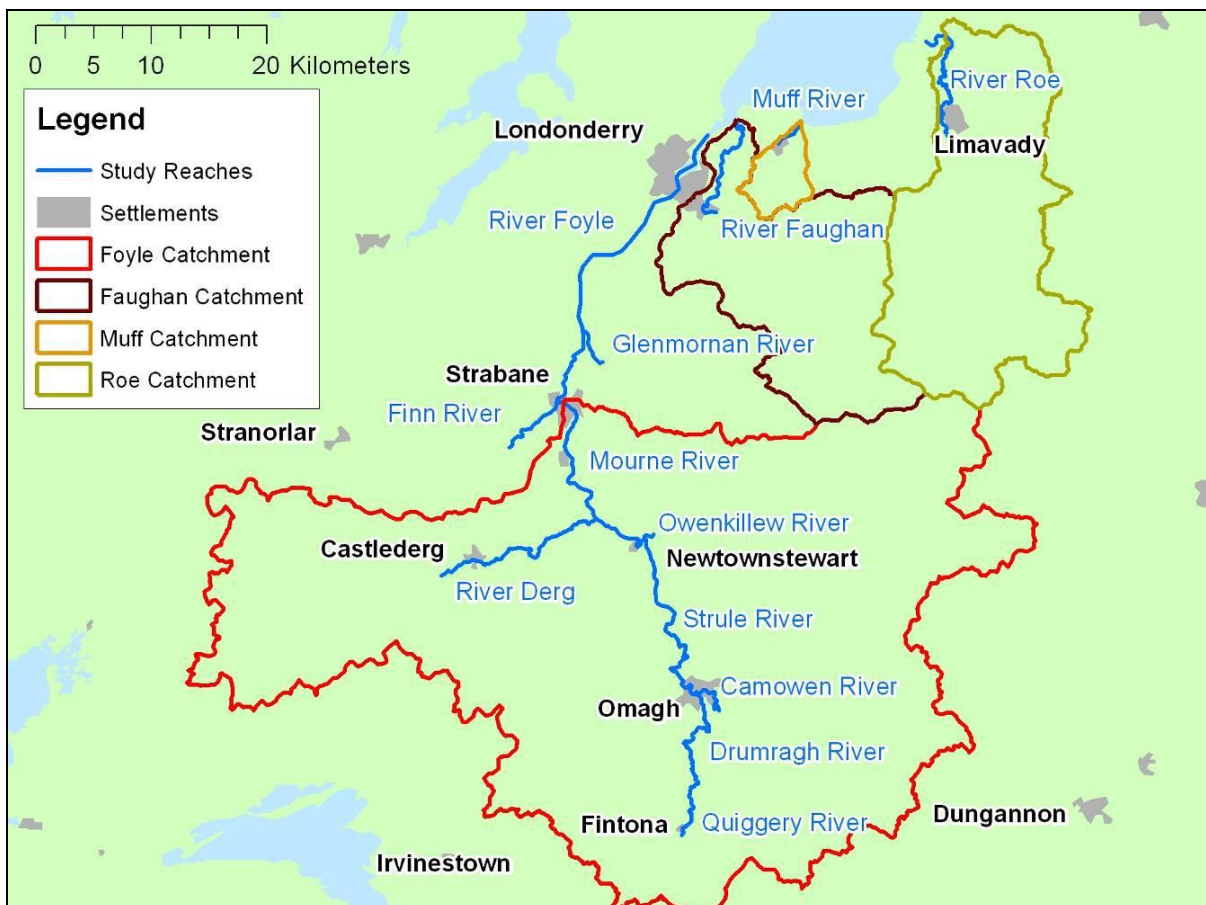 0 5 10 20 Kilometers
Legend
Study Reaches
Settlements
Foyle Catchment
Faughan Catchment
Muff Catchment
Roe Catchment
River Roe
Muff River
Londonderry
Limavady
River Foyle
River Faughan
Glenmornan River
Strabane
Finn River
Stranorlar
Mourne River
Owenkillew River
Castlederg
Newtownstewart
River Derg
Strule River
Camowen River
Omagh
Drumragh River
Dungannon
Fintona
Quiggery River
Irvinestown